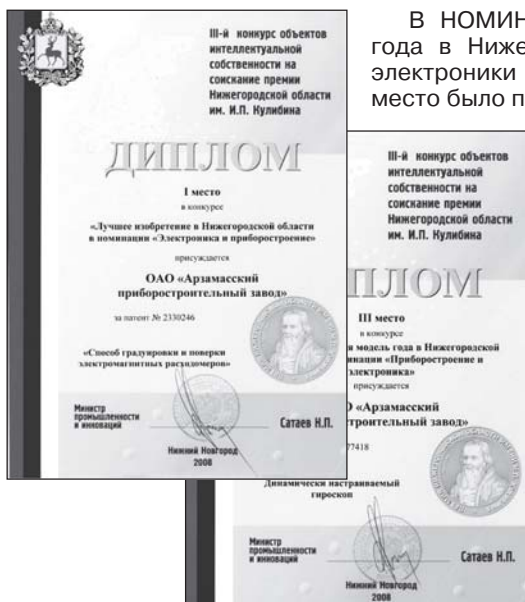 В НОМИН
года в Ниже
электроники
место было п
III-й конкурс объектов
интеллектуальной
собственности на
соискание премии
Нижегородской области
им. И.П. Кулибина
ДИПЛОМ
I место
в конкурсе
«Лучшее изобретение в Нижегородской области
в номинации «Электроника и приборостроение»
присуждается
ОАО «Арзамасский
приборостроительный завод»
за патент № 2330246
«Способ градуировки и поверки
электромагнитных расходомеров»
Министр
промышленности
и инноваций
Сатаев Н.П.
Нижний Новгород
2008
III-й конкурс объектов
интеллектуальной
собственности на
соискание премии
Нижегородской области
им. И.П. Кулибина
ПЛОМ
III место
в конкурсе
я модель года в Нижегородской
инации «Приборостроение и
электроника»
присуждается
О «Арзамасский
строительный завод»
77418
Динамически настраиваемый
гироскоп
Министр
промышленности
и инноваций
Сатаев Н.П.
Нижний Новгород
2008